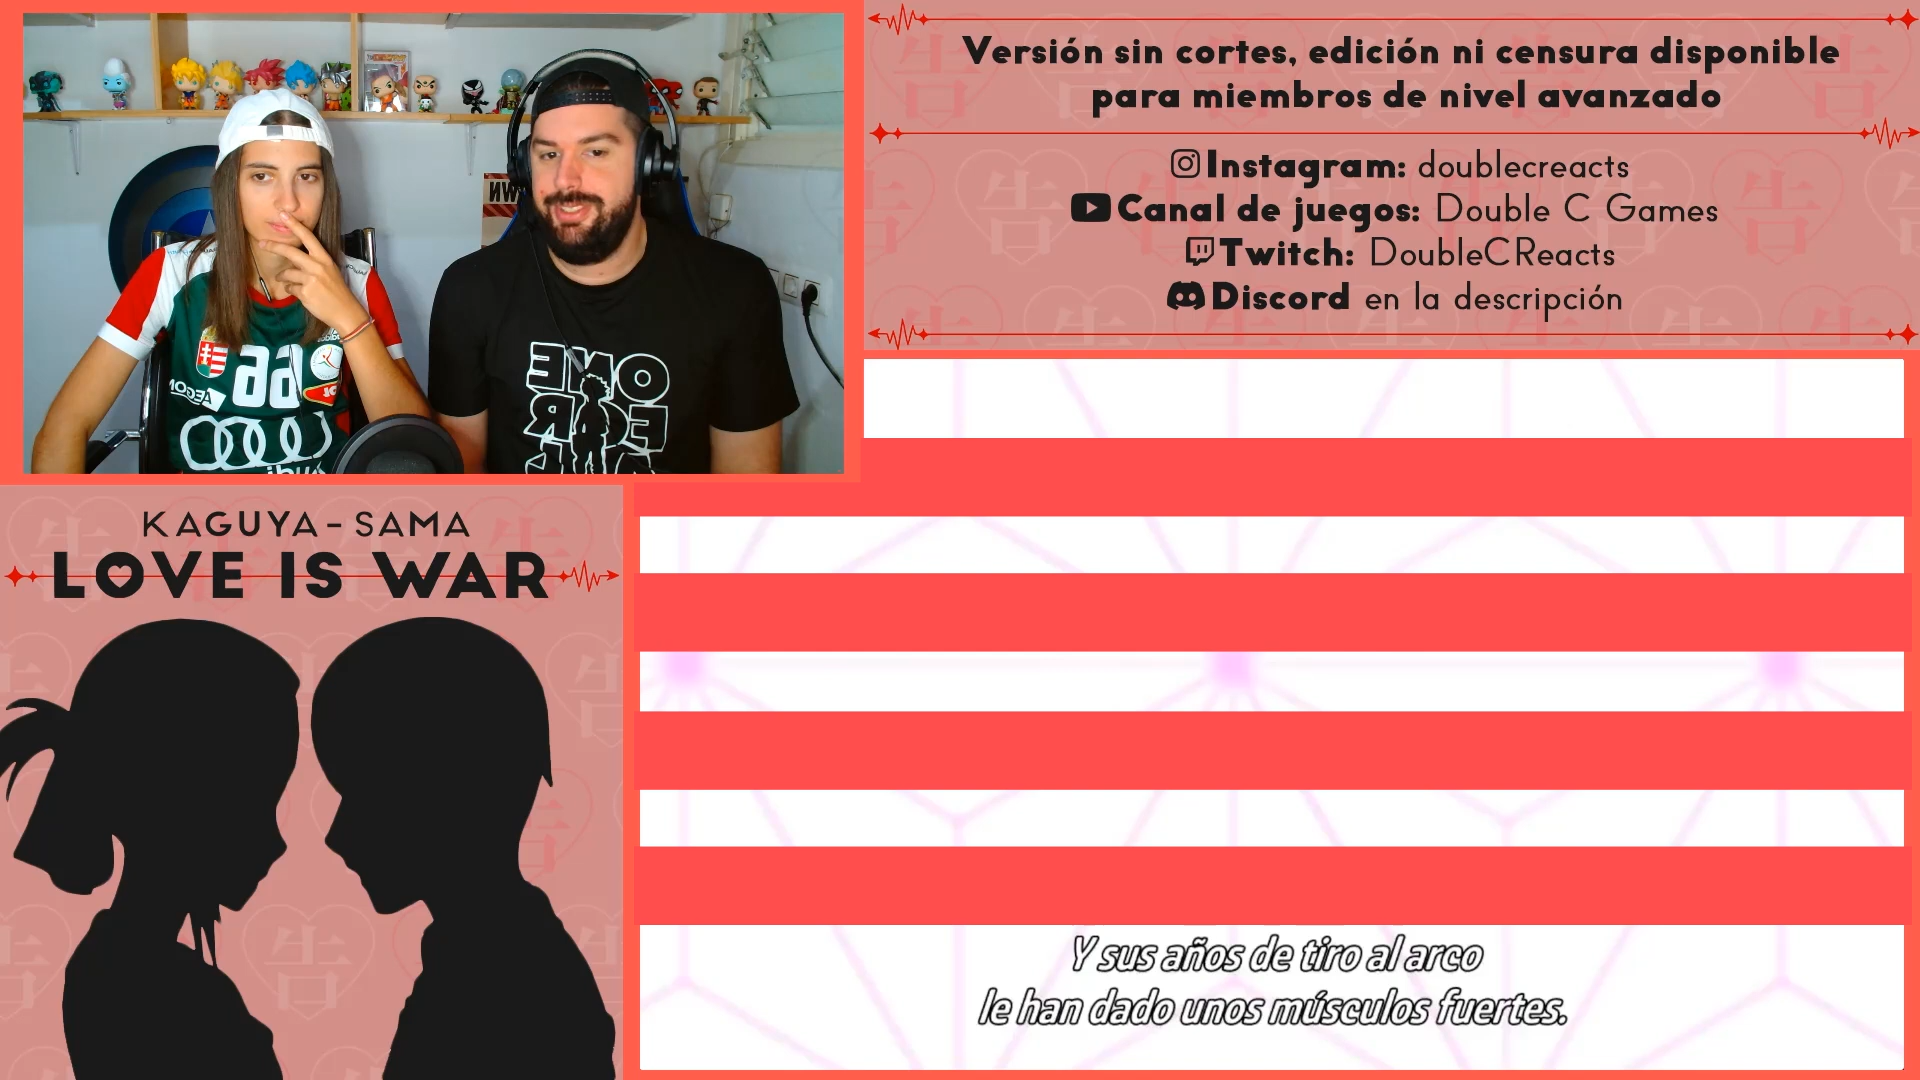 Versión sin cortes, edición ni censura disponible
para miembros de nivel avanzado
Instagram: doublecreacts
Canal de juegos: Double C Games
Twitch: DoubleCReacts
Discord en la descripción
KAGUYA-SAMA
LOVE IS WAR
Y sus años de tiro al arco
le han dado unos músculos fuertes.